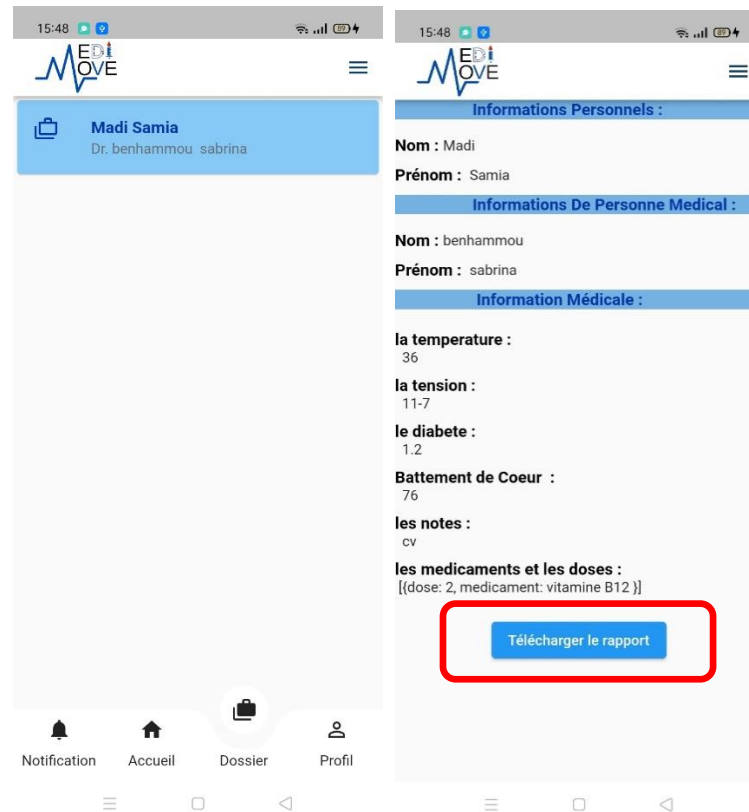 15:48
89
EDi
MOVE
Madi Samia
Dr. benhammou sabrina
Notification Accueil Dossier Profil
15:48
89
EDi
MOVE
Informations Personnels :
Nom : Madi
Prénom : Samia
Informations De Personne Medical :
Nom : benhammou
Prénom : sabrina
Information Médicale :
la temperature :
36
la tension :
11-7
le diabete :
1.2
Battement de Coeur :
76
les notes :
cv
les medicaments et les doses :
[{dose: 2, medicament: vitamine B12 }]
Télécharger le rapport